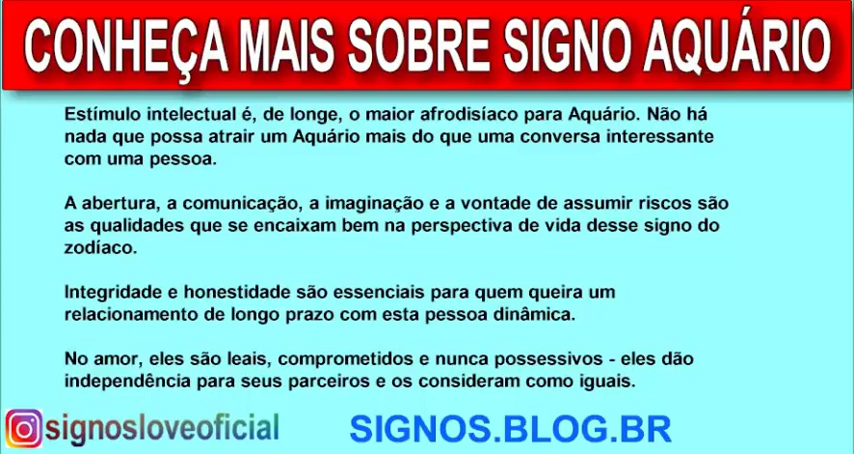 CONHEÇA MAIS SOBRE SIGNO AQUÁRIO
Estímulo intelectual é, de longe, o maior afrodisíaco para Aquário. Não há
nada que possa atrair um Aquário mais do que uma conversa interessante
com uma pessoa.
A abertura, a comunicação, a imaginação e a vontade de assumir riscos são
as qualidades que se encaixam bem na perspectiva de vida desse signo do
zodíaco.
Integridade e honestidade são essenciais para quem queira um
relacionamento de longo prazo com esta pessoa dinâmica.
No amor, eles são leais, comprometidos e nunca possessivos - eles dão
independência para seus parceiros e os consideram como iguais.
signosloveoficial SIGNOS.BLOG.BR